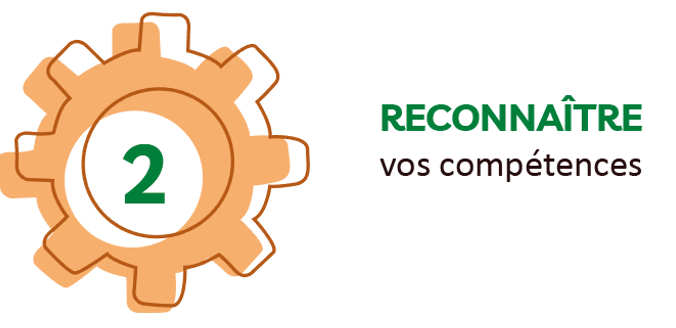 2
RECONNAÎTRE
vos compétences